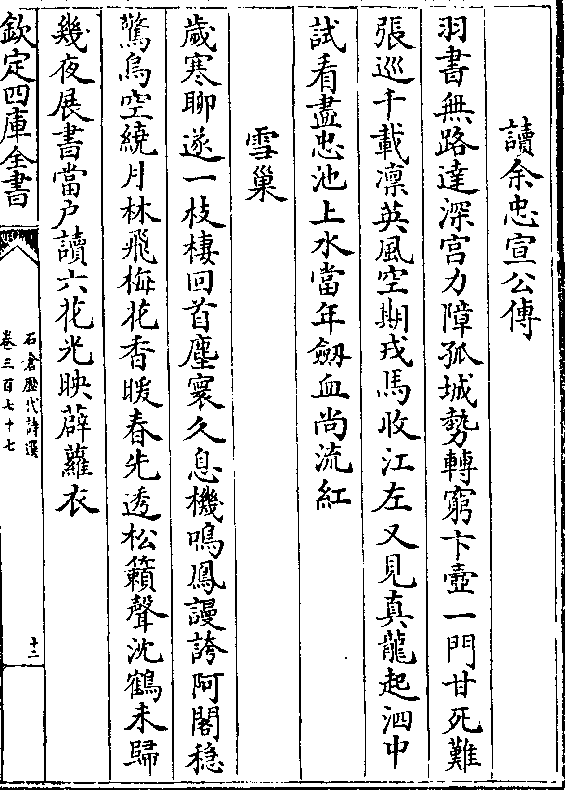 讀余忠宣公傳
羽書無路達深宮力障孤城勢轉窮卞壼一門甘死難
張巡千載凛英風空期戎馬收江左又見真龍起泗中
試看盡忠池上水當年劒血尚流紅
雪巢
歲寒聊遂一枝棲回首塵寰久息機鳴鳳謾誇阿閣穏
驚烏空繞月林飛梅花香暖春先透松籟聲沈鶴未歸
幾夜展書當户讀六花光映薜蘿衣
欽定四庫全書
石倉歷代詩選
卷三百七十七
十二